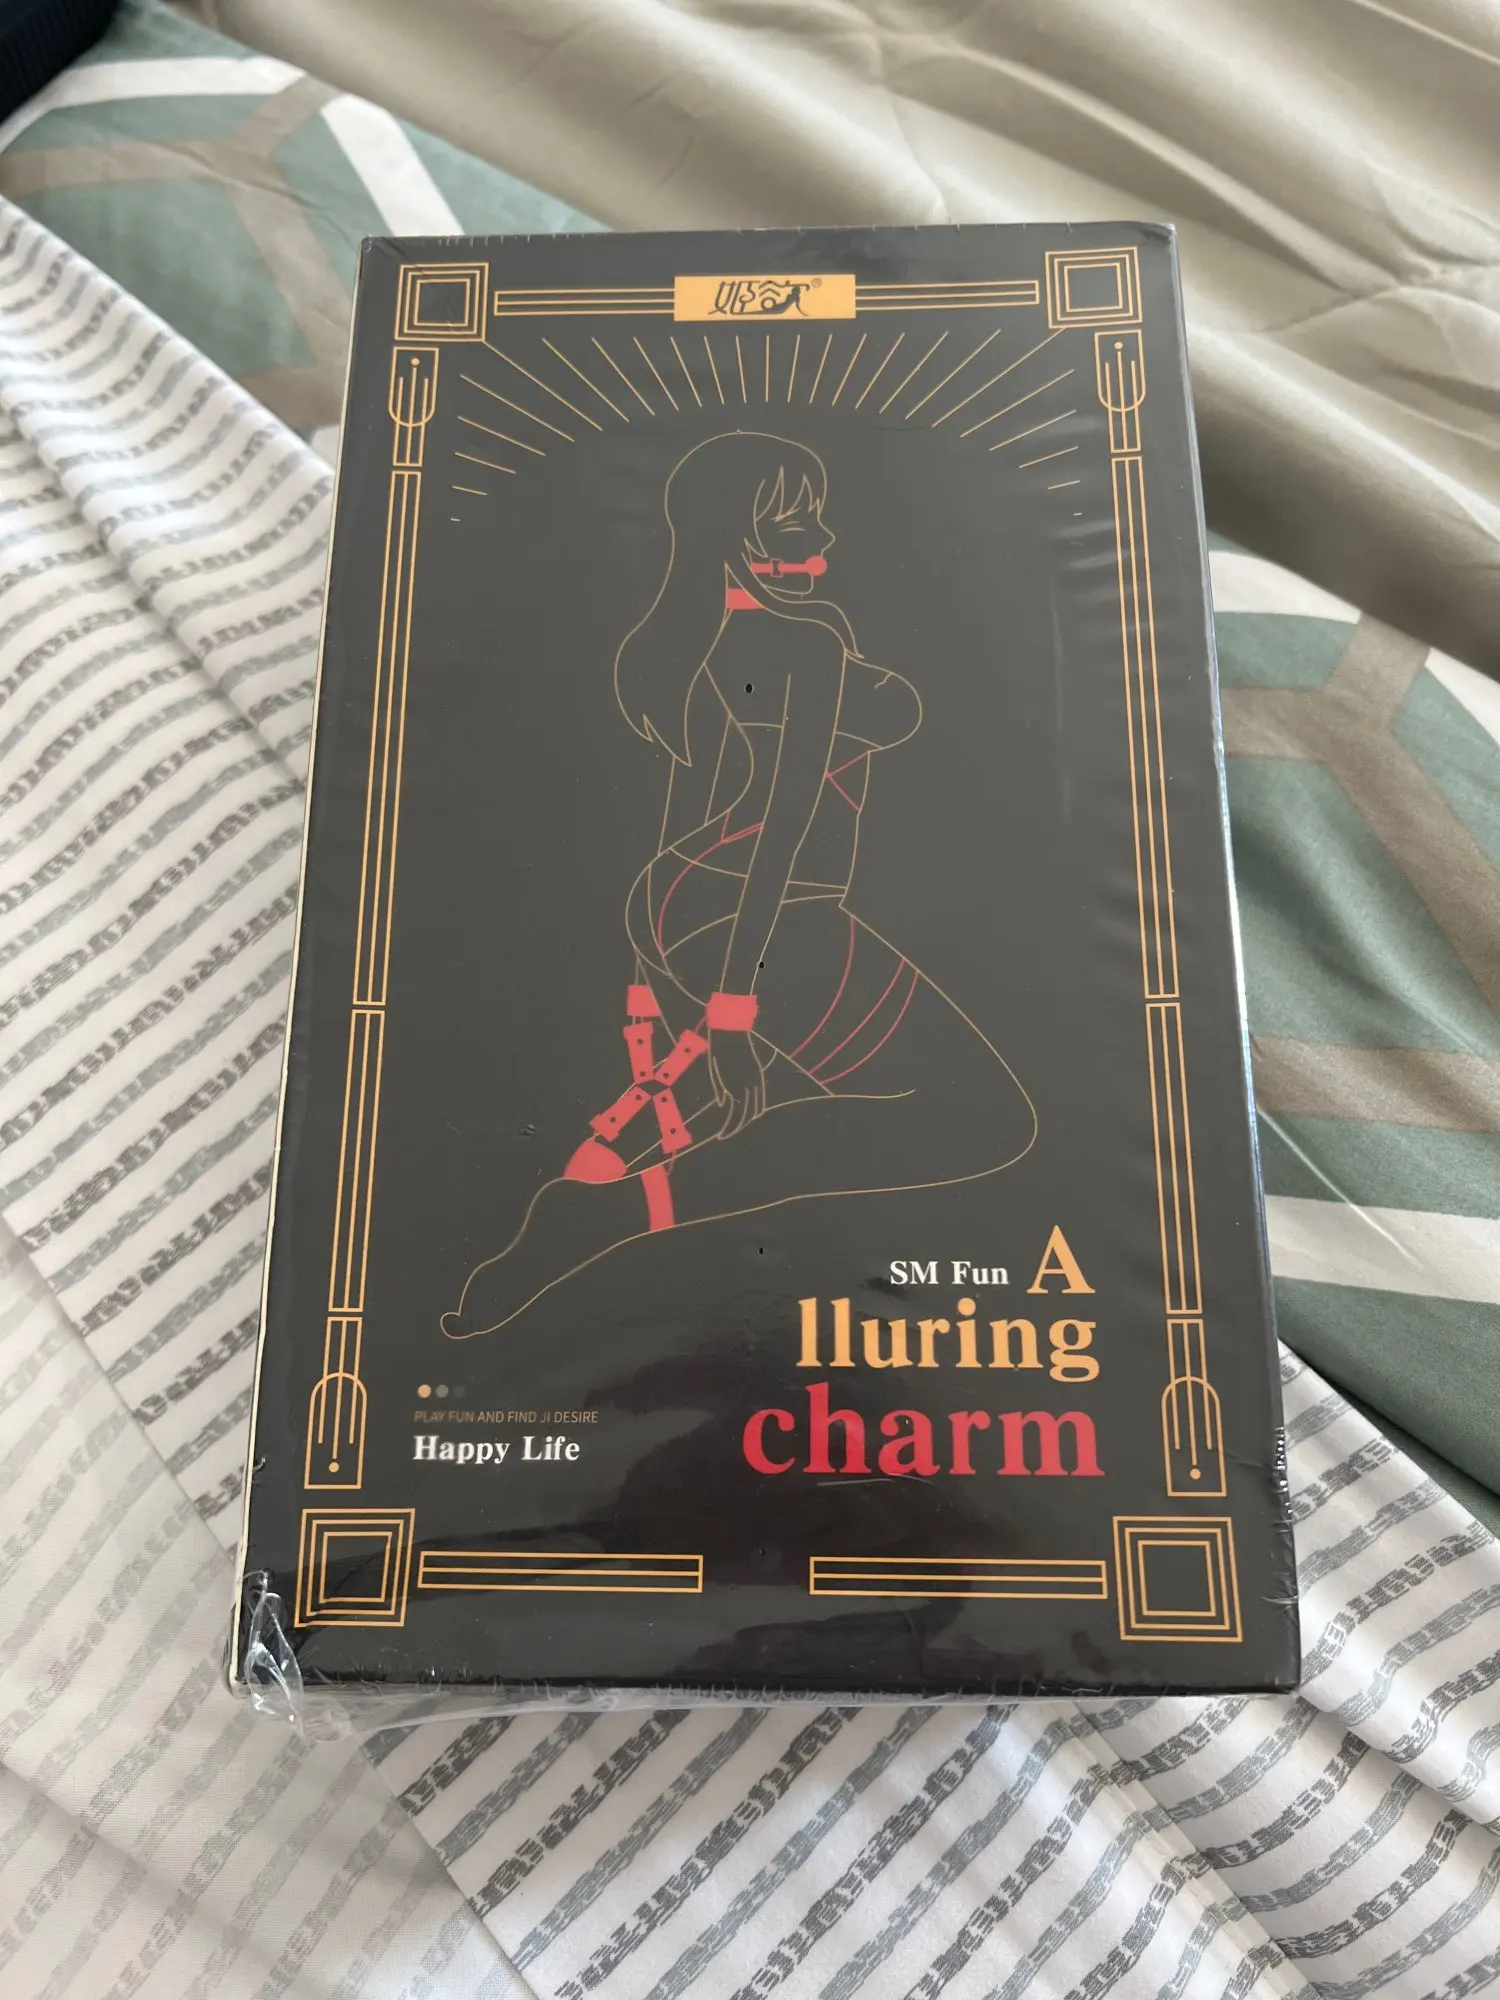 姬欲®
SM Fun A
lluring
charm
PLAY FUN AND FIND JI DESIRE
Happy Life